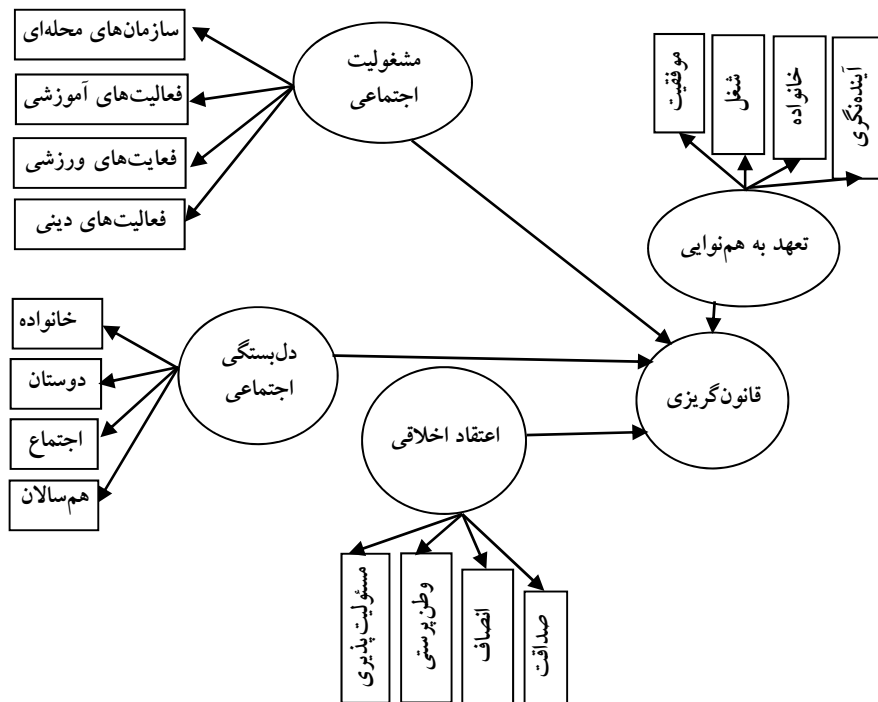 سازمان‌های محله‌ای
فعالیت‌های آموزشی
فعایت‌های ورزشی
فعالیت‌های دینی
مشغولیت
اجتماعی
موفقیت
شغل
خانواده
آینده‌نگری
تعهد به هم‌نوایی
خانواده
دوستان
اجتماع
هم‌سالان
دل‌بستگی
اجتماعی
اعتقاد اخلاقی
قانون‌گریزی
مسئولیت‌پذیری
وطن‌پرستی
انصاف
صداقت